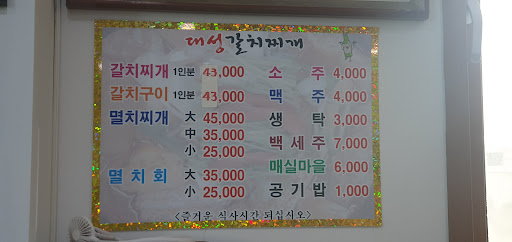 대성갈치찌개
갈치찌개 1인분 43,000 소 주 4,000
갈치구이 1인분 43,000 맥 주 4,000
멸치찌개 大 45,000 생 탁 3,000
中 35,000 백 세 주 7,000
小 25,000 매실마을 6,000
멸 치 회 大 35,000 공 기 밥 1,000
小 25,000
<즐거운 식사시간 되십시오>